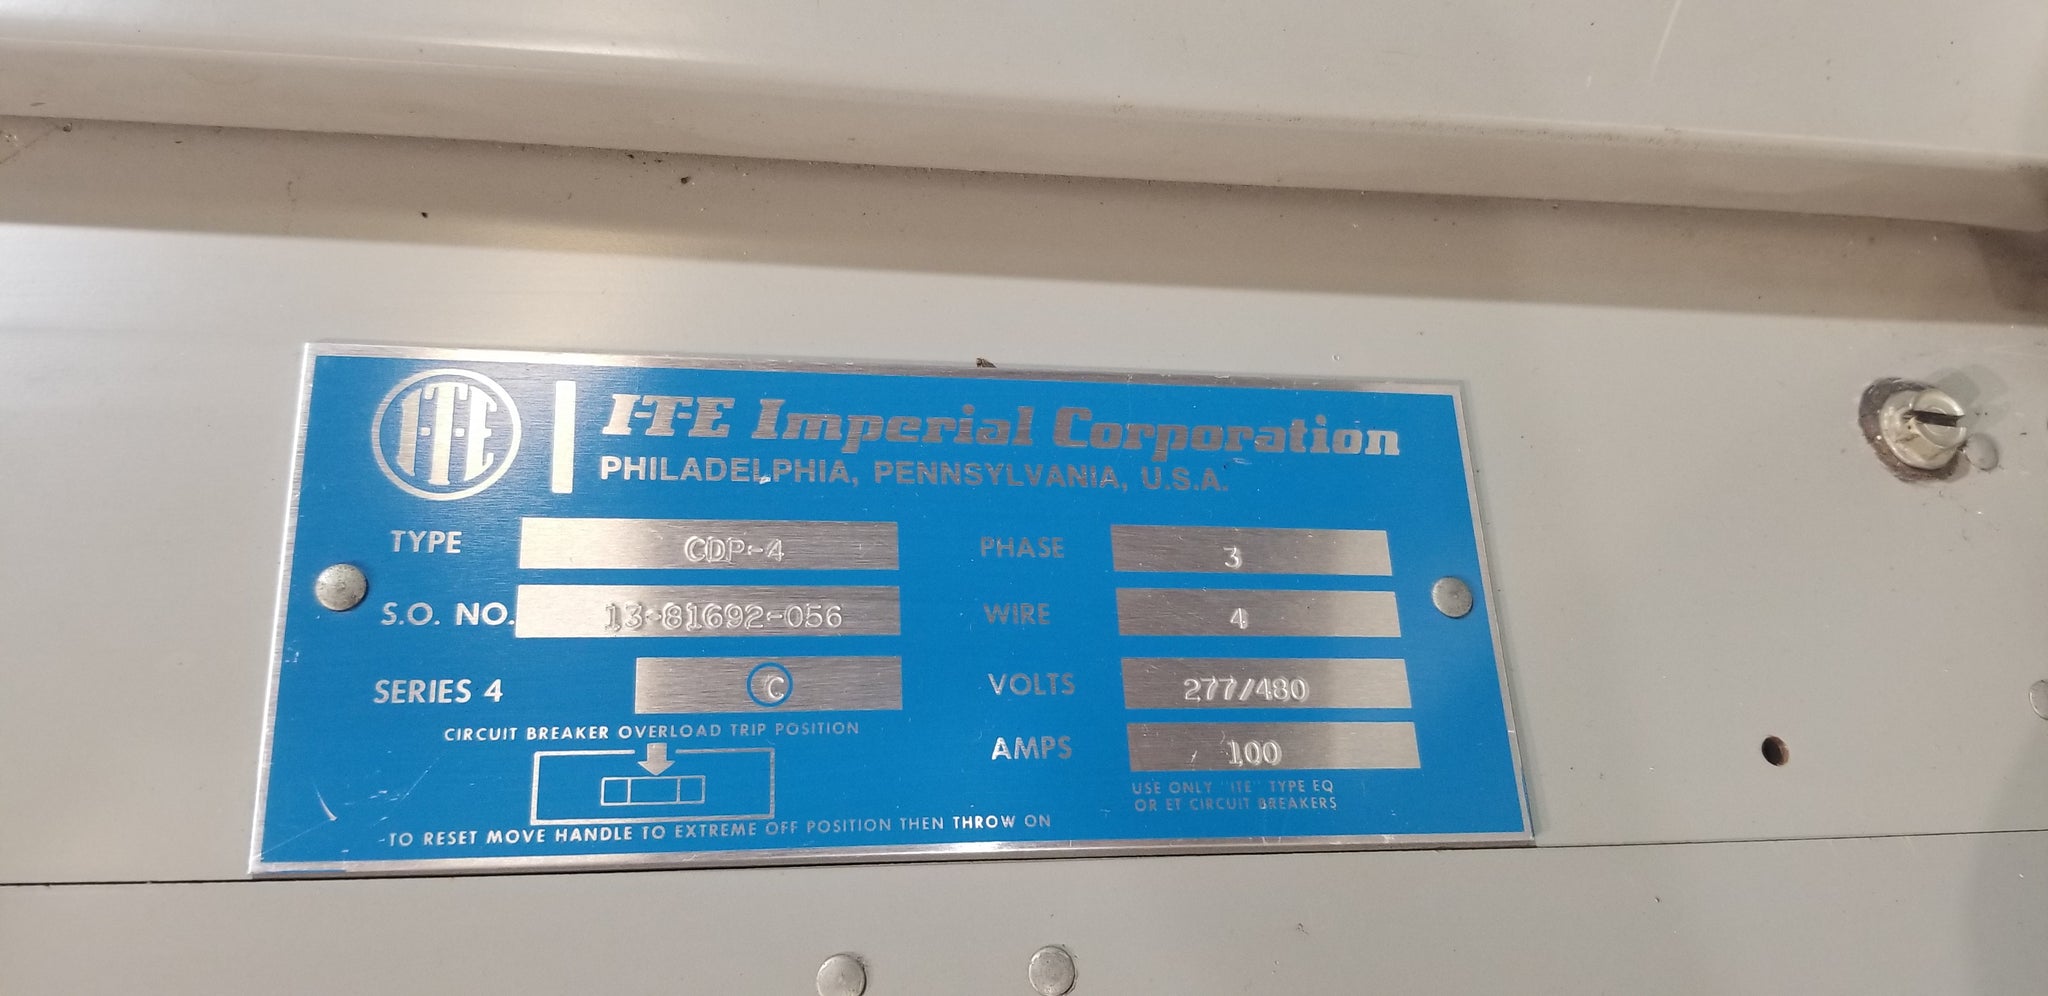 I-T-E
I-T-E Imperial Corporation
PHILADELPHIA, PENNSYLVANIA, U.S.A.
TYPE CDP-4
S.O. NO. 13-81692-056
SERIES 4 C
CIRCUIT BREAKER OVERLOAD TRIP POSITION
TO RESET MOVE HANDLE TO EXTREME OFF POSITION THEN THROW ON
PHASE 3
WIRE 4
VOLTS 277/480
AMPS 100
USE ONLY "ITE" TYPE EQ
OR ET CIRCUIT BREAKERS